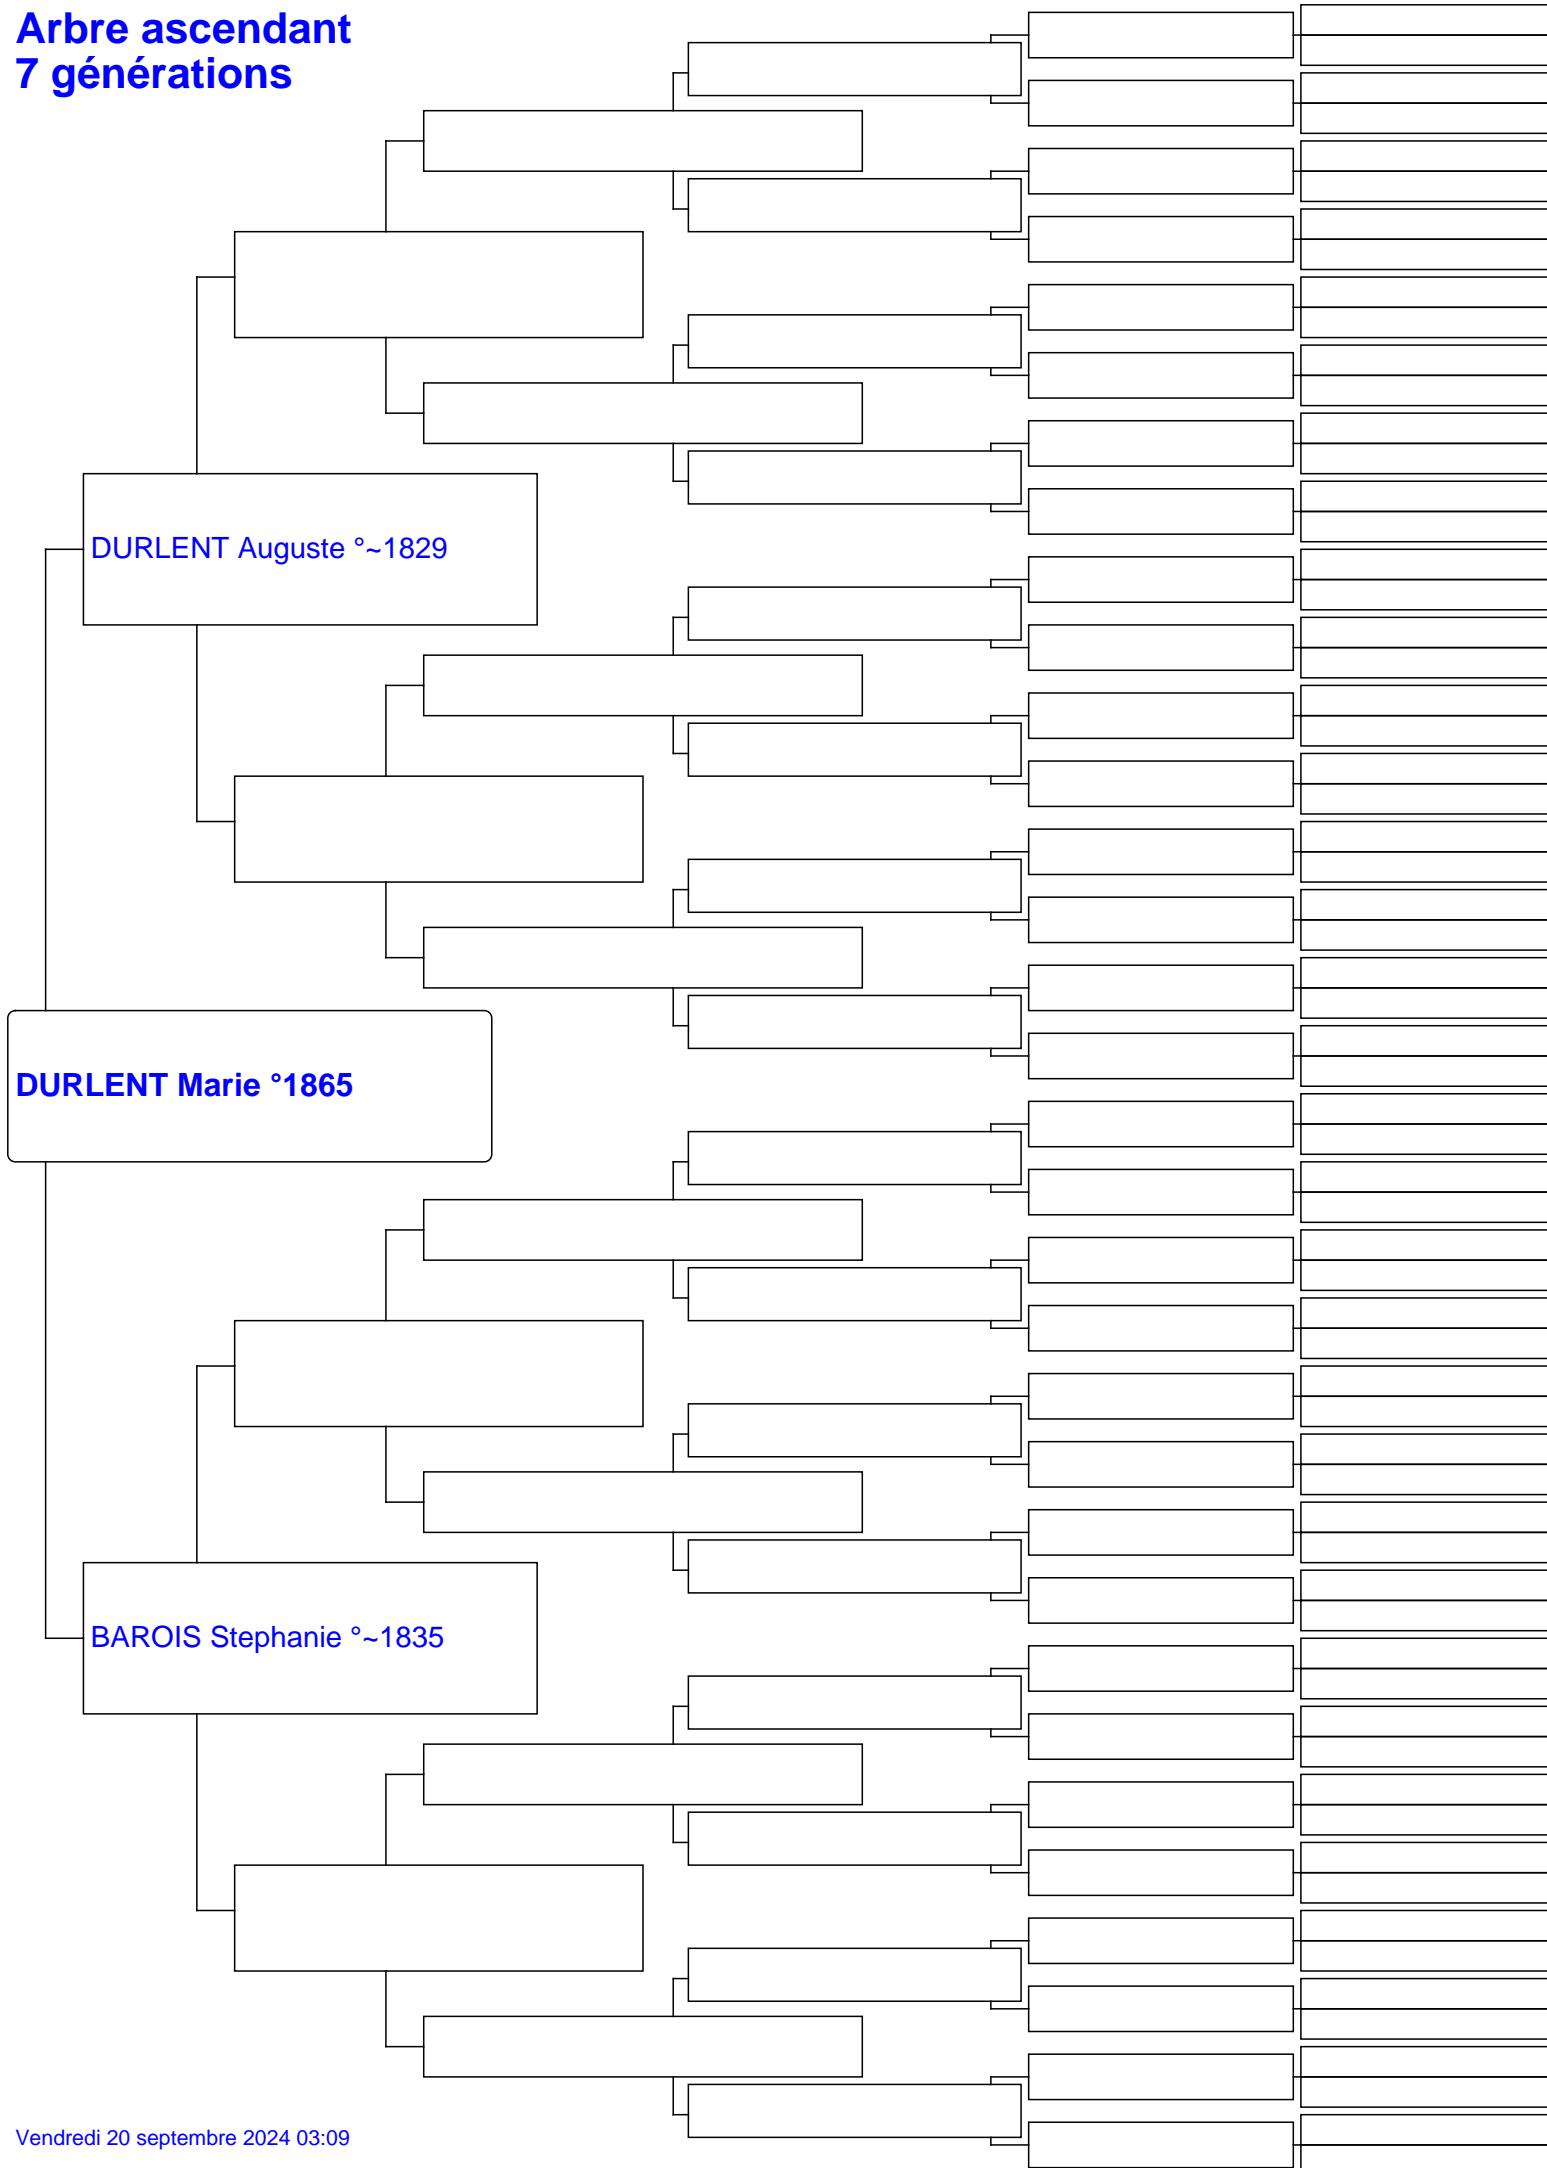 Arbre ascendant
7 générations
DURLENT Auguste °~1829
DURLENT Marie °1865
BAROIS Stephanie °~1835
Vendredi 20 septembre 2024 03:09